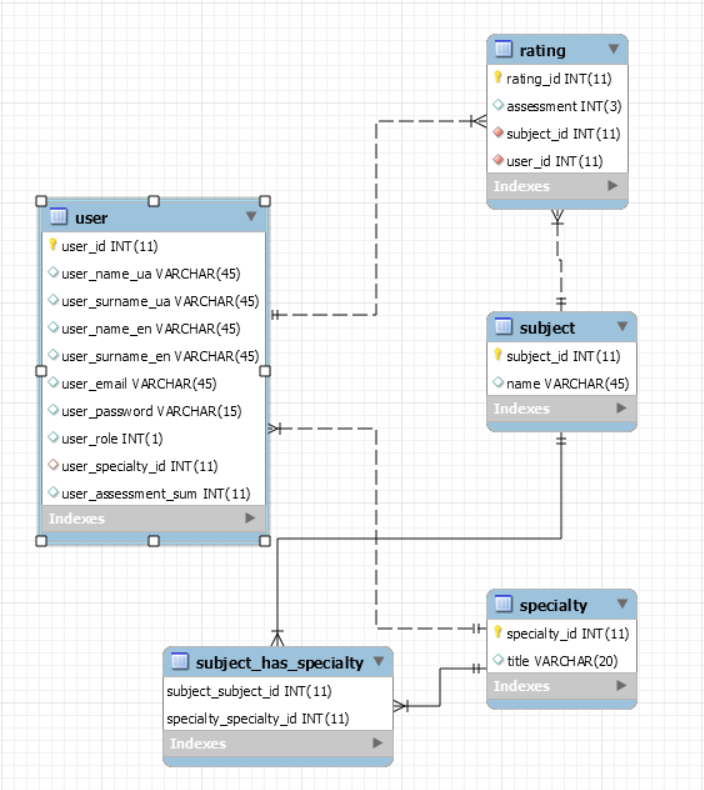 rating
rating_id INT(11)
assessment INT(3)
subject_id INT(11)
user_id INT(11)
Indexes
user
user_id INT(11)
user_name_ua VARCHAR(45)
user_surname_ua VARCHAR(45)
user_name_en VARCHAR(45)
user_surname_en VARCHAR(45)
user_email VARCHAR(45)
user_password VARCHAR(15)
user_role INT(1)
user_specialty_id INT(11)
user_assessment_sum INT(11)
Indexes
subject
subject_id INT(11)
name VARCHAR(45)
Indexes
specialty
specialty_id INT(11)
title VARCHAR(20)
Indexes
subject_has_specialty
subject_subject_id INT(11)
specialty_specialty_id INT(11)
Indexes